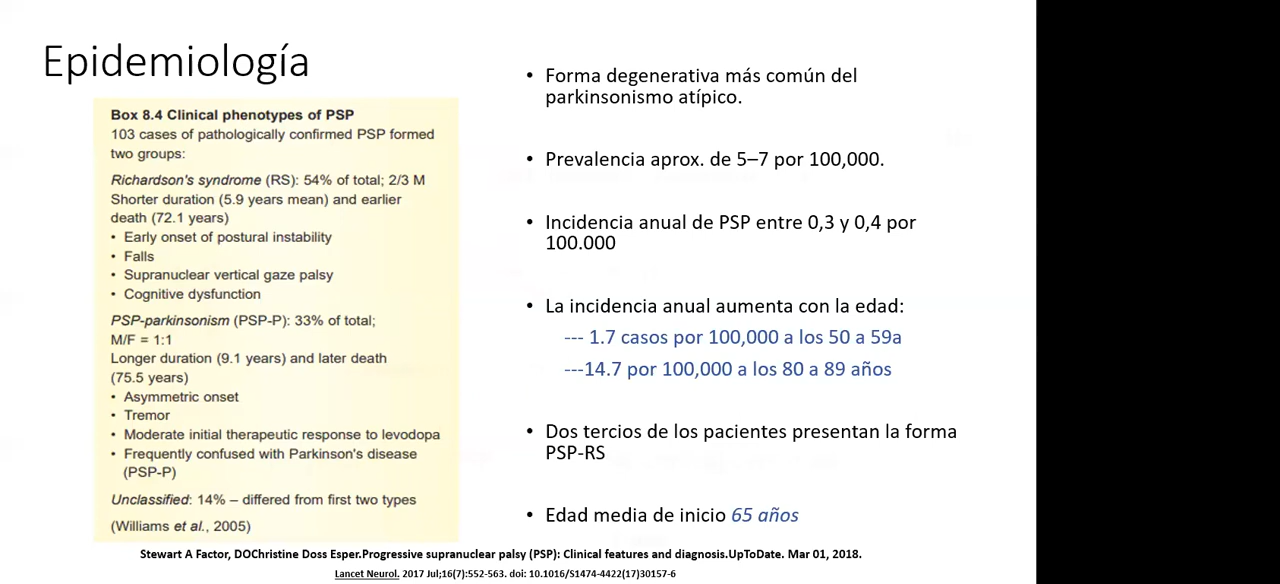 Epidemiología
Box 8.4 Clinical phenotypes of PSP
103 cases of pathologically confirmed PSP formed
two groups:
Richardson's syndrome (RS): 54% of total; 2/3 M
Shorter duration (5.9 years mean) and earlier
death (72.1 years)
• Early onset of postural instability
• Falls
• Supranuclear vertical gaze palsy
• Cognitive dysfunction
PSP-parkinsonism (PSP-P): 33% of total;
M/F = 1:1
Longer duration (9.1 years) and later death
(75.5 years)
• Asymmetric onset
• Tremor
• Moderate initial therapeutic response to levodopa
• Frequently confused with Parkinson's disease
(PSP-P)
Unclassified: 14% – differed from first two types
(Williams et al., 2005)
• Forma degenerativa más común del
parkinsonismo atípico.
• Prevalencia aprox. de 5–7 por 100,000.
• Incidencia anual de PSP entre 0,3 y 0,4 por
100.000
• La incidencia anual aumenta con la edad:
--- 1.7 casos por 100,000 a los 50 a 59a
---14.7 por 100,000 a los 80 a 89 años
• Dos tercios de los pacientes presentan la forma
PSP-RS
• Edad media de inicio 65 años
Stewart A Factor, DOChristine Doss Esper.Progressive supranuclear palsy (PSP): Clinical features and diagnosis.UpToDate. Mar 01, 2018.
Lancet Neurol. 2017 Jul;16(7):552-563. doi: 10.1016/S1474-4422(17)30157-6